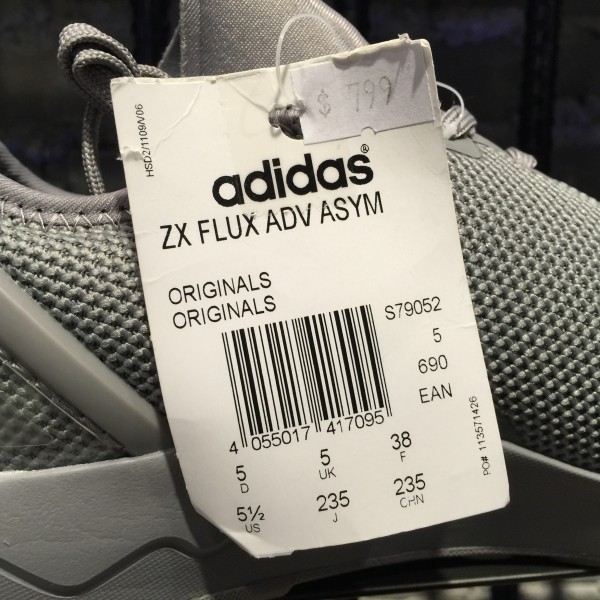 HSD2/1109/V06
$ 799
adidas®
ZX FLUX ADV ASYM
ORIGINALS
ORIGINALS
S79052
5
690
EAN
4 055017 417095
5 5 38
D UK F
5½ 235 235
US J CHN
PO# 113571426